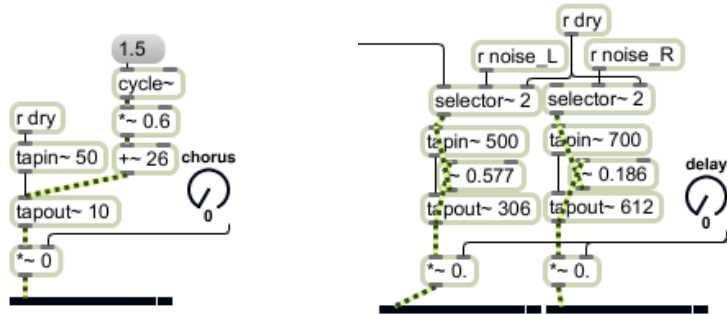 1.5
cycle~
r dry
*~ 0.6
tapin~ 50
+~ 26
chorus
0
tapout~ 10
*~ 0
r dry
r noise_L
r noise_R
selector~ 2
selector~ 2
tapin~ 500
tapin~ 700
~ 0.577
~ 0.186
delay
0
tapout~ 306
tapout~ 612
*~ 0.
*~ 0.